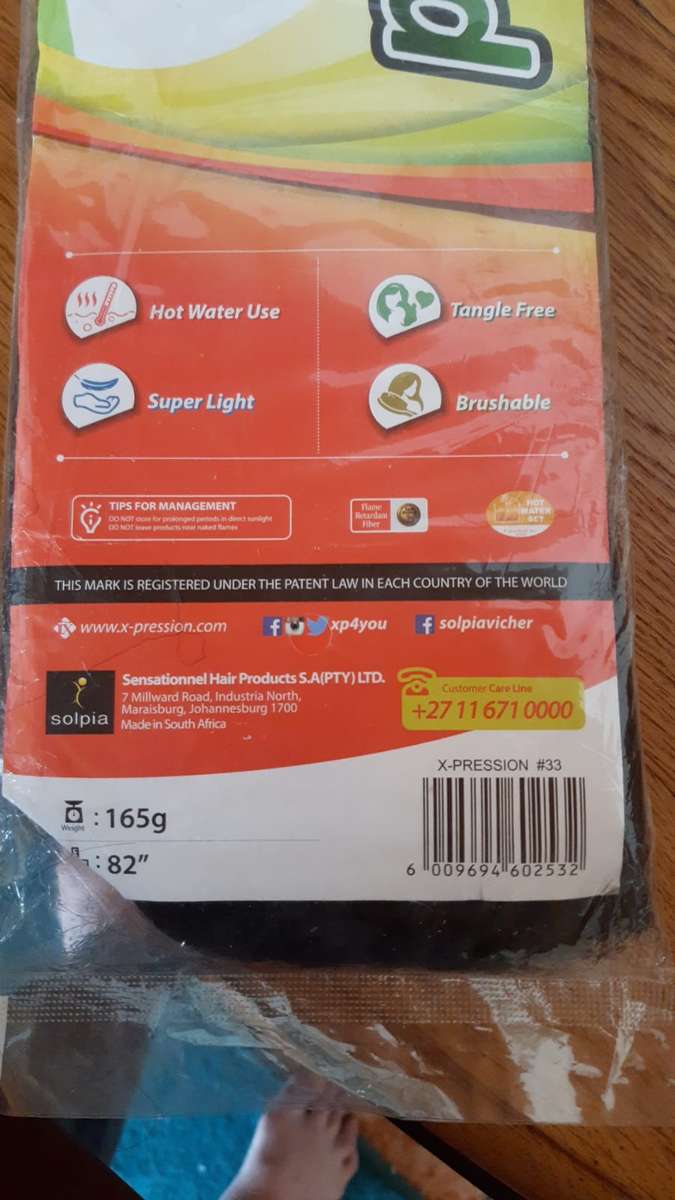 Hot Water Use
Tangle Free
Super Light
Brushable
TIPS FOR MANAGEMENT
DO NOT store for prolonged periods in direct sunlight
DO NOT leave products near naked flames
Flame
Retardant
Fiber
HOT
WATER
SET
THIS MARK IS REGISTERED UNDER THE PATENT LAW IN EACH COUNTRY OF THE WORLD
www.x-pression.com
xp4you
solpiavicher
solpia
Sensationnel Hair Products S.A(PTY) LTD.
7 Millward Road, Industria North,
Maraisburg, Johannesburg 1700
Made in South Africa
Customer Care Line
+27 11 671 0000
X-PRESSION #33
Weight : 165g
: 82”
6 009694 602532